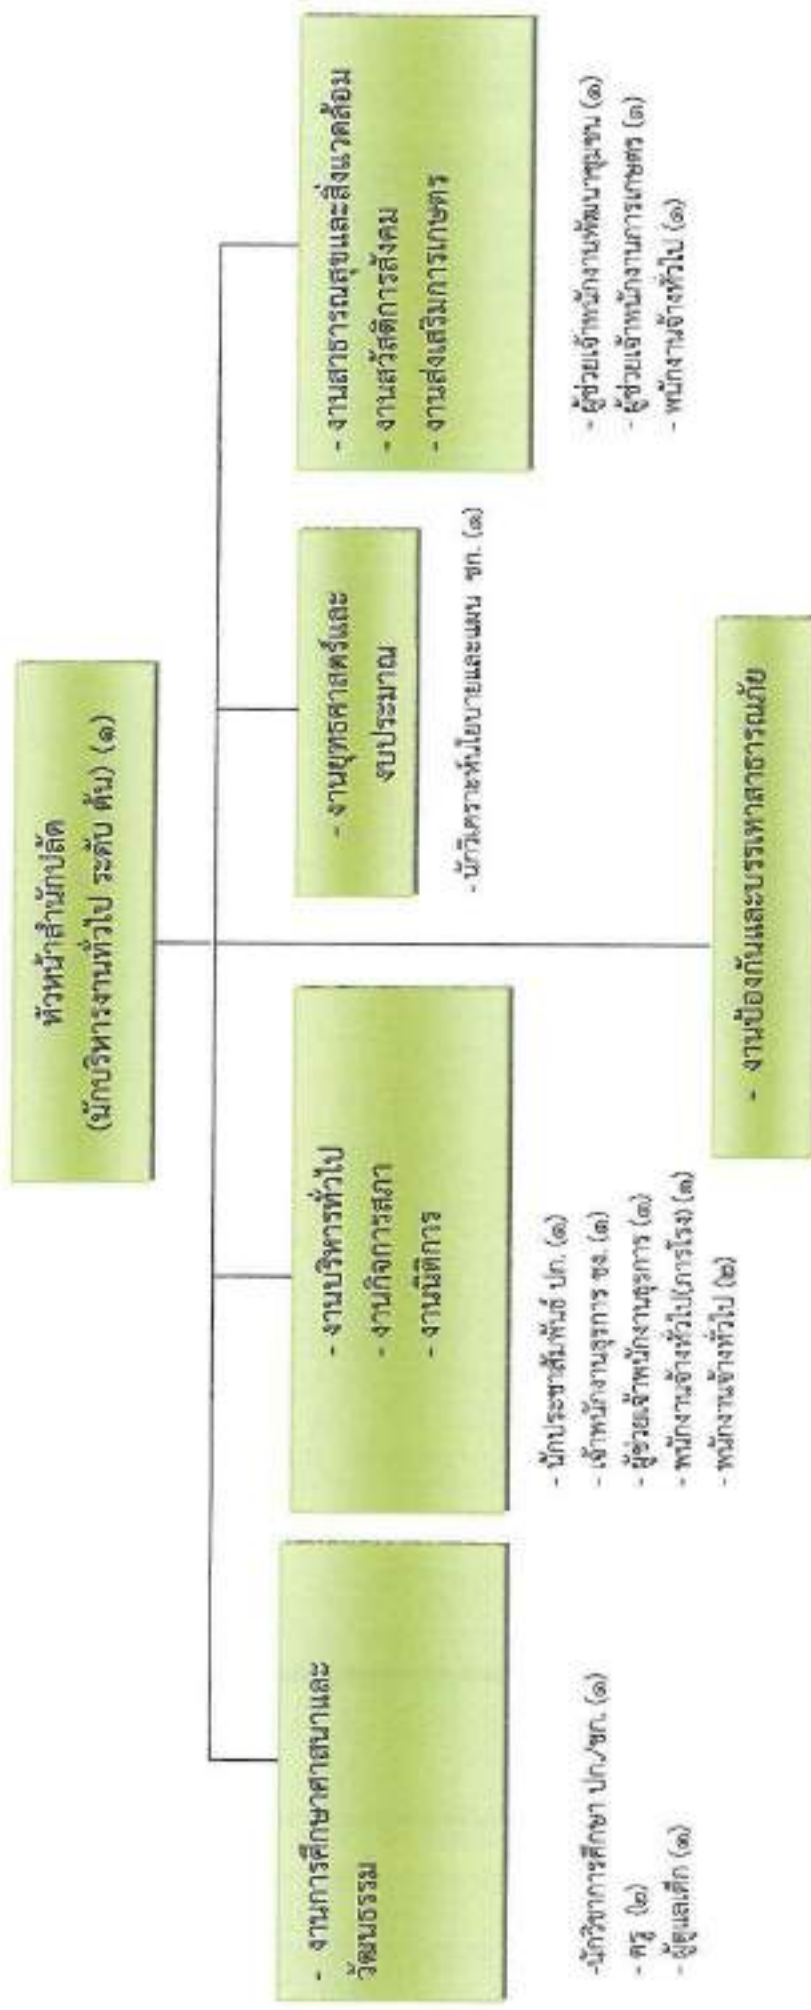 หัวหน้าสำนักปลัด
(นักบริหารงานทั่วไป ระดับ ต้น) (๑)
- งานการศึกษาศาสนาและ
วัฒนธรรม
-นักวิชาการศึกษา ปก./ชก. (๑)
- ครู (๒)
- ผู้ดูแลเด็ก (๑)
- งานบริหารทั่วไป
- งานกิจการสภา
- งานนิติการ
- นักประชาสัมพันธ์ ปก. (๑)
- เจ้าพนักงานธุรการ ชง. (๑)
- ผู้ช่วยเจ้าพนักงานธุรการ (๑)
- พนักงานจ้างทั่วไป(ภารโรง) (๑)
- พนักงานจ้างทั่วไป (๒)
- งานยุทธศาสตร์และ
งบประมาณ
- นักวิเคราะห์นโยบายและแผน ชก. (๑)
- งานสาธารณสุขและสิ่งแวดล้อม
- งานสวัสดิการสังคม
- งานส่งเสริมการเกษตร
- ผู้ช่วยเจ้าพนักงานพัฒนาชุมชน (๑)
- ผู้ช่วยเจ้าพนักงานการเกษตร (๑)
- พนักงานจ้างทั่วไป (๑)
- งานป้องกันและบรรเทาสาธารณภัย